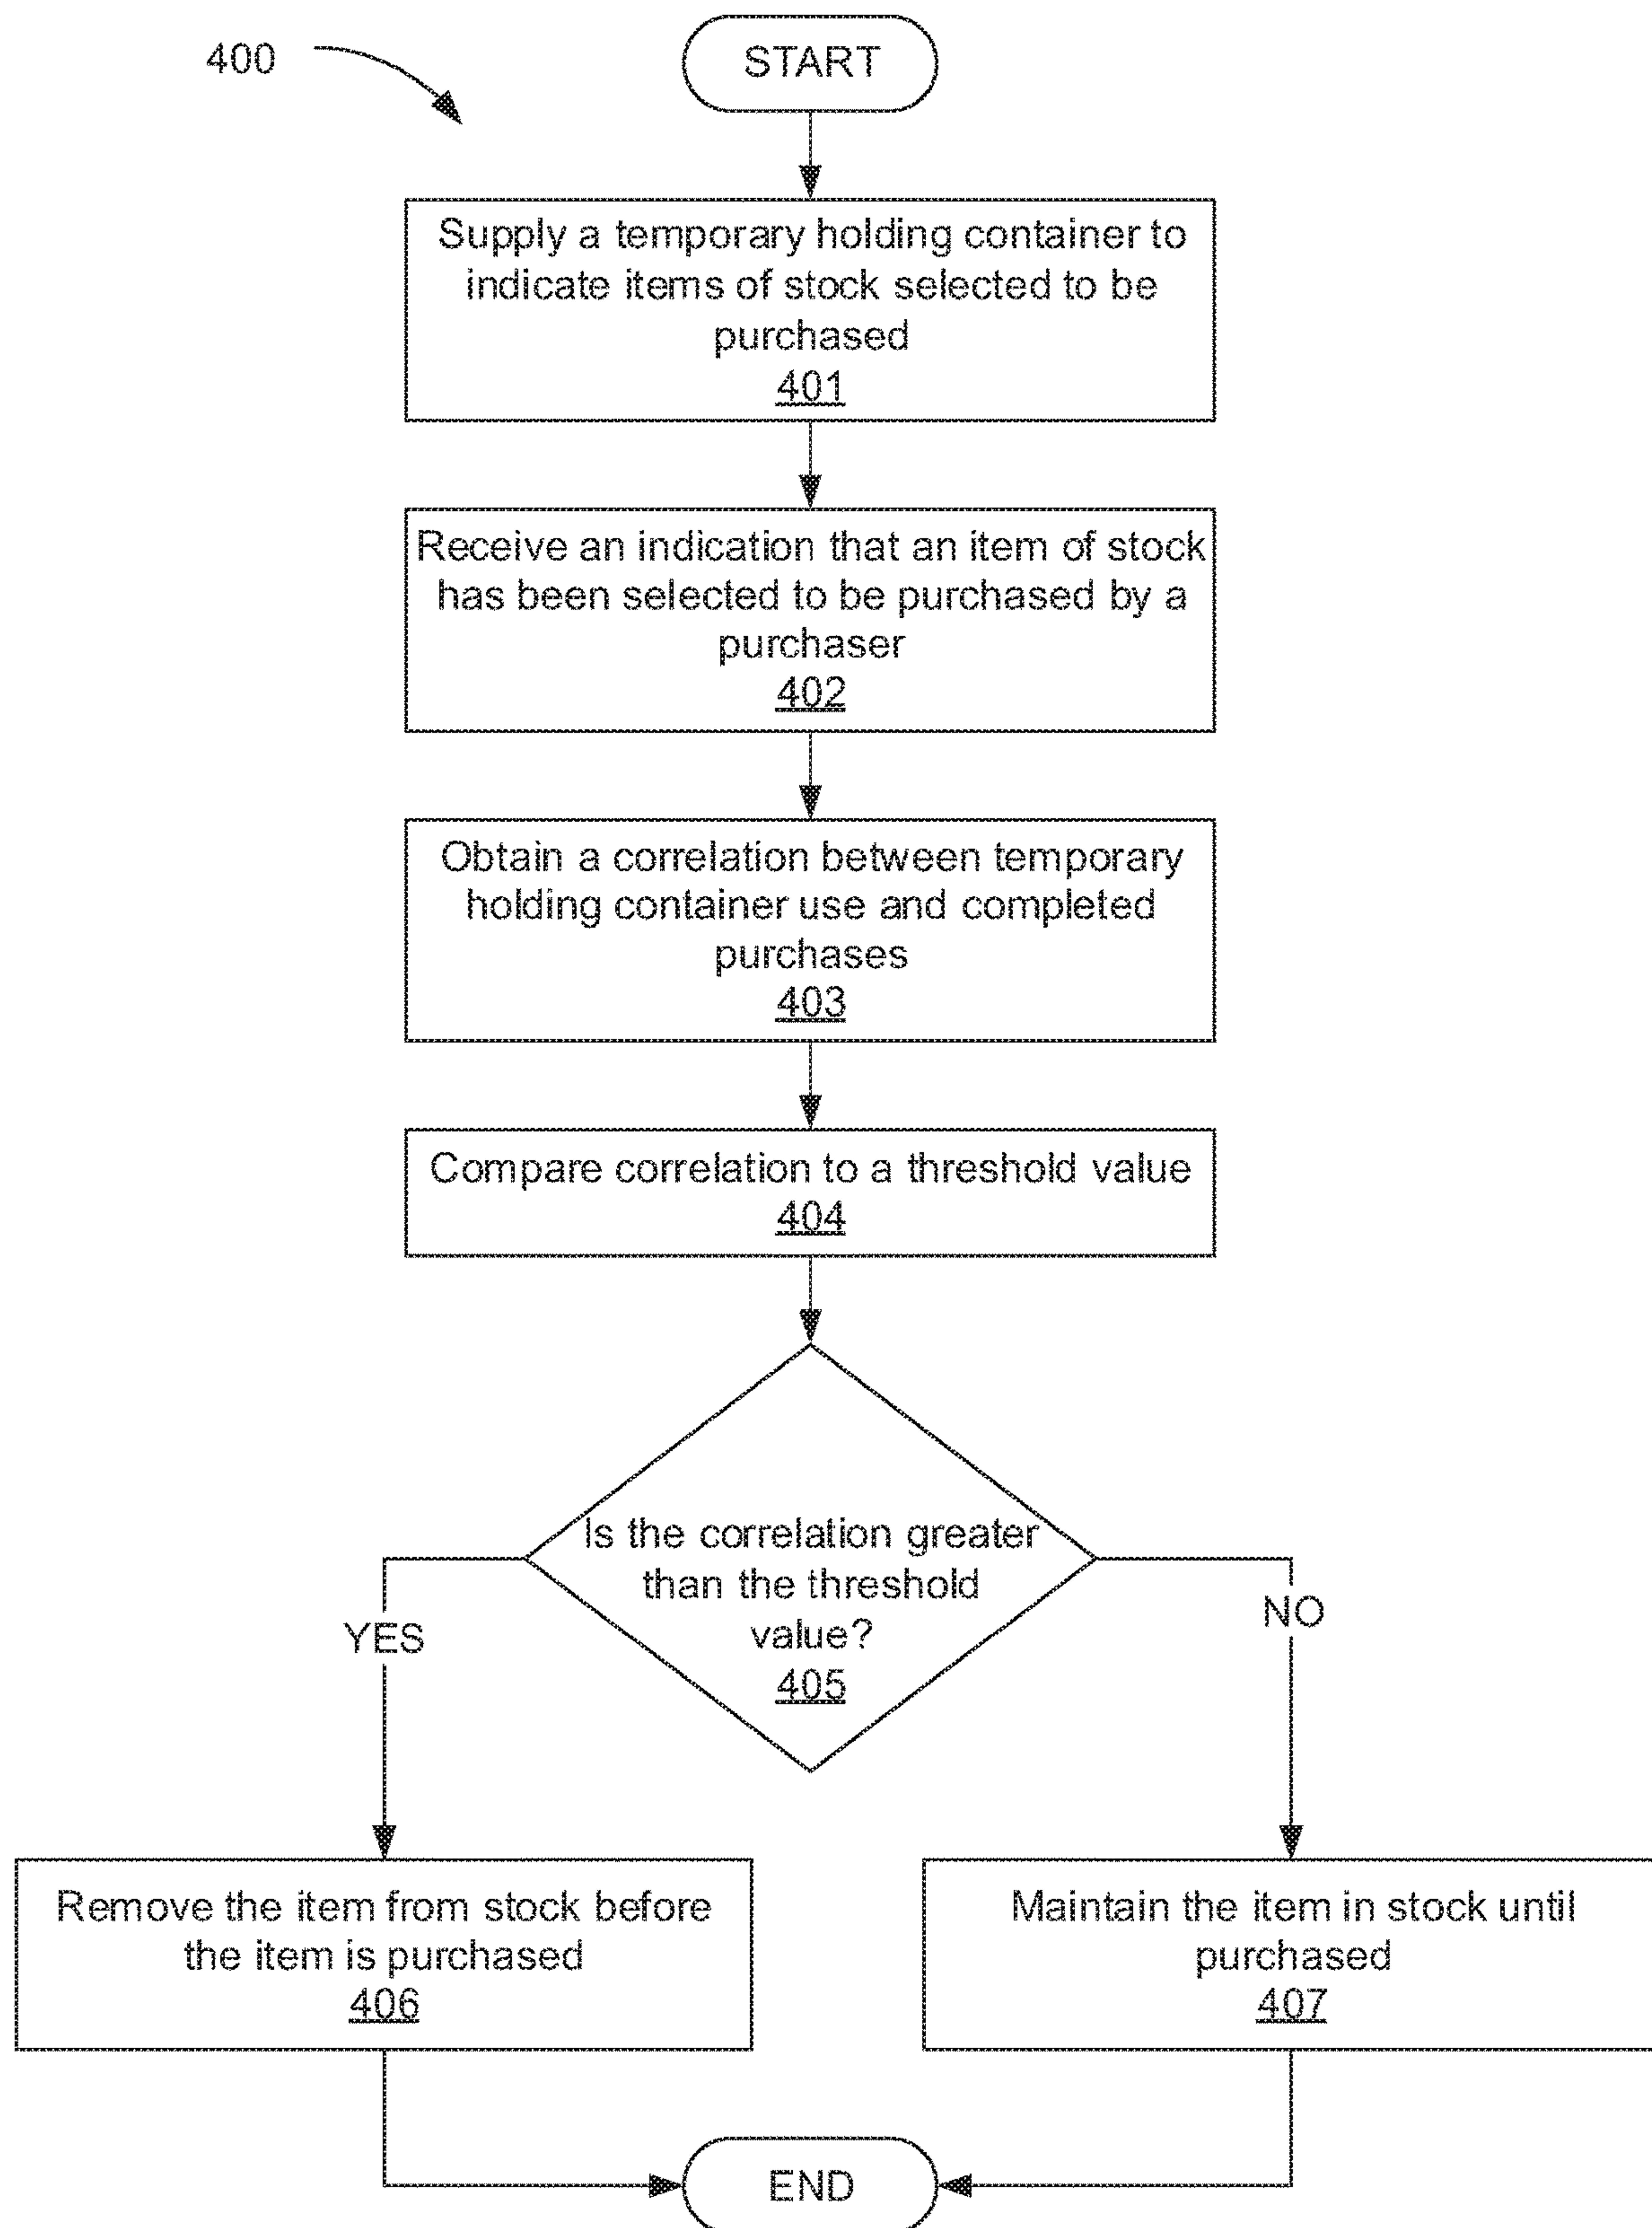 400
START
Supply a temporary holding container to
indicate items of stock selected to be
purchased
401
Receive an indication that an item of stock
has been selected to be purchased by a
purchaser
402
Obtain a correlation between temporary
holding container use and completed
purchases
403
Compare correlation to a threshold value
404
Is the correlation greater
than the threshold
value?
405
YES
NO
Remove the item from stock before
the item is purchased
406
Maintain the item in stock until
purchased
407
END